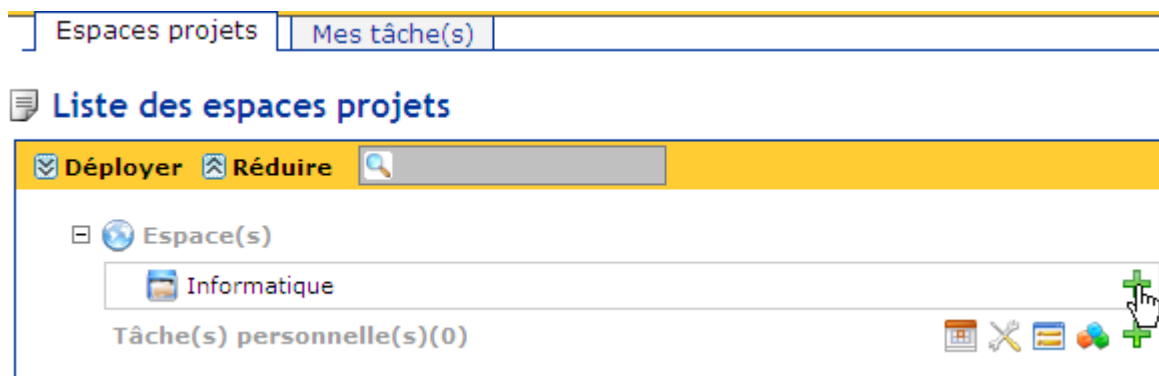 Espaces projets Mes tâche(s)
Liste des espaces projets
Déployer Réduire
Espace(s)
Informatique
Tâche(s) personnelle(s)(0)